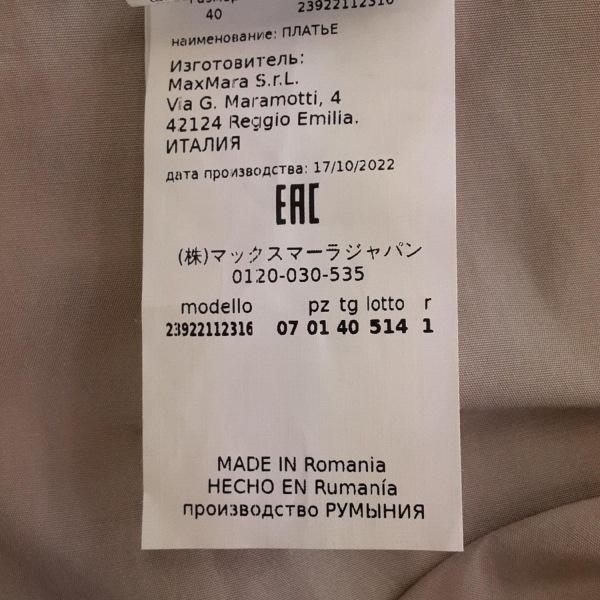 40 23922112316
наименование: ПЛАТЬЕ
Изготовитель:
MaxMara S.r.L.
Via G. Maramotti, 4
42124 Reggio Emilia.
ИТАЛИЯ
дата производства: 17/10/2022
EAC
(株)マックスマーラジャパン
0120-030-535
modello pz tg lotto r
23922112316 07 01 40 514 1
MADE IN Romania
HECHO EN Rumanía
производство РУМЫНИЯ